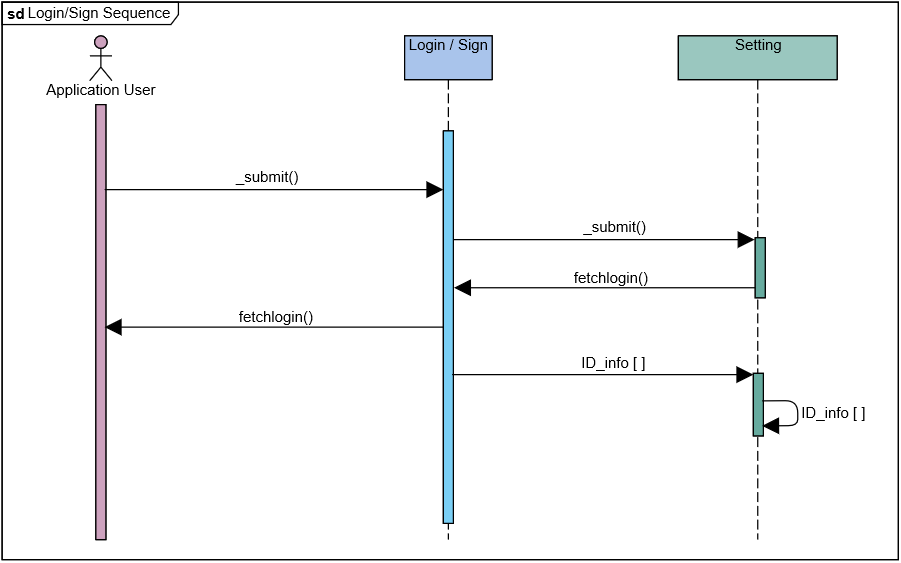 sd Login/Sign Sequence
Application User
Login / Sign
Setting
_submit()
_submit()
fetchlogin()
fetchlogin()
ID_info [ ]
ID_info [ ]